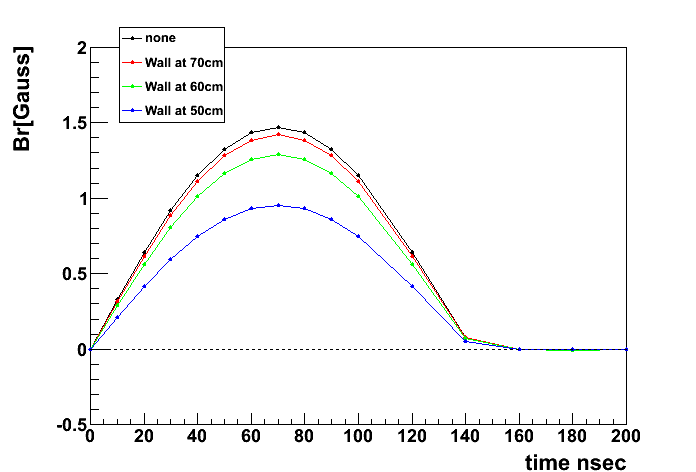 none
Wall at 70cm
Wall at 60cm
Wall at 50cm
Br[Gauss]
2
1.5
1
0.5
0
-0.5
0 20 40 60 80 100 120 140 160 180 200
time nsec